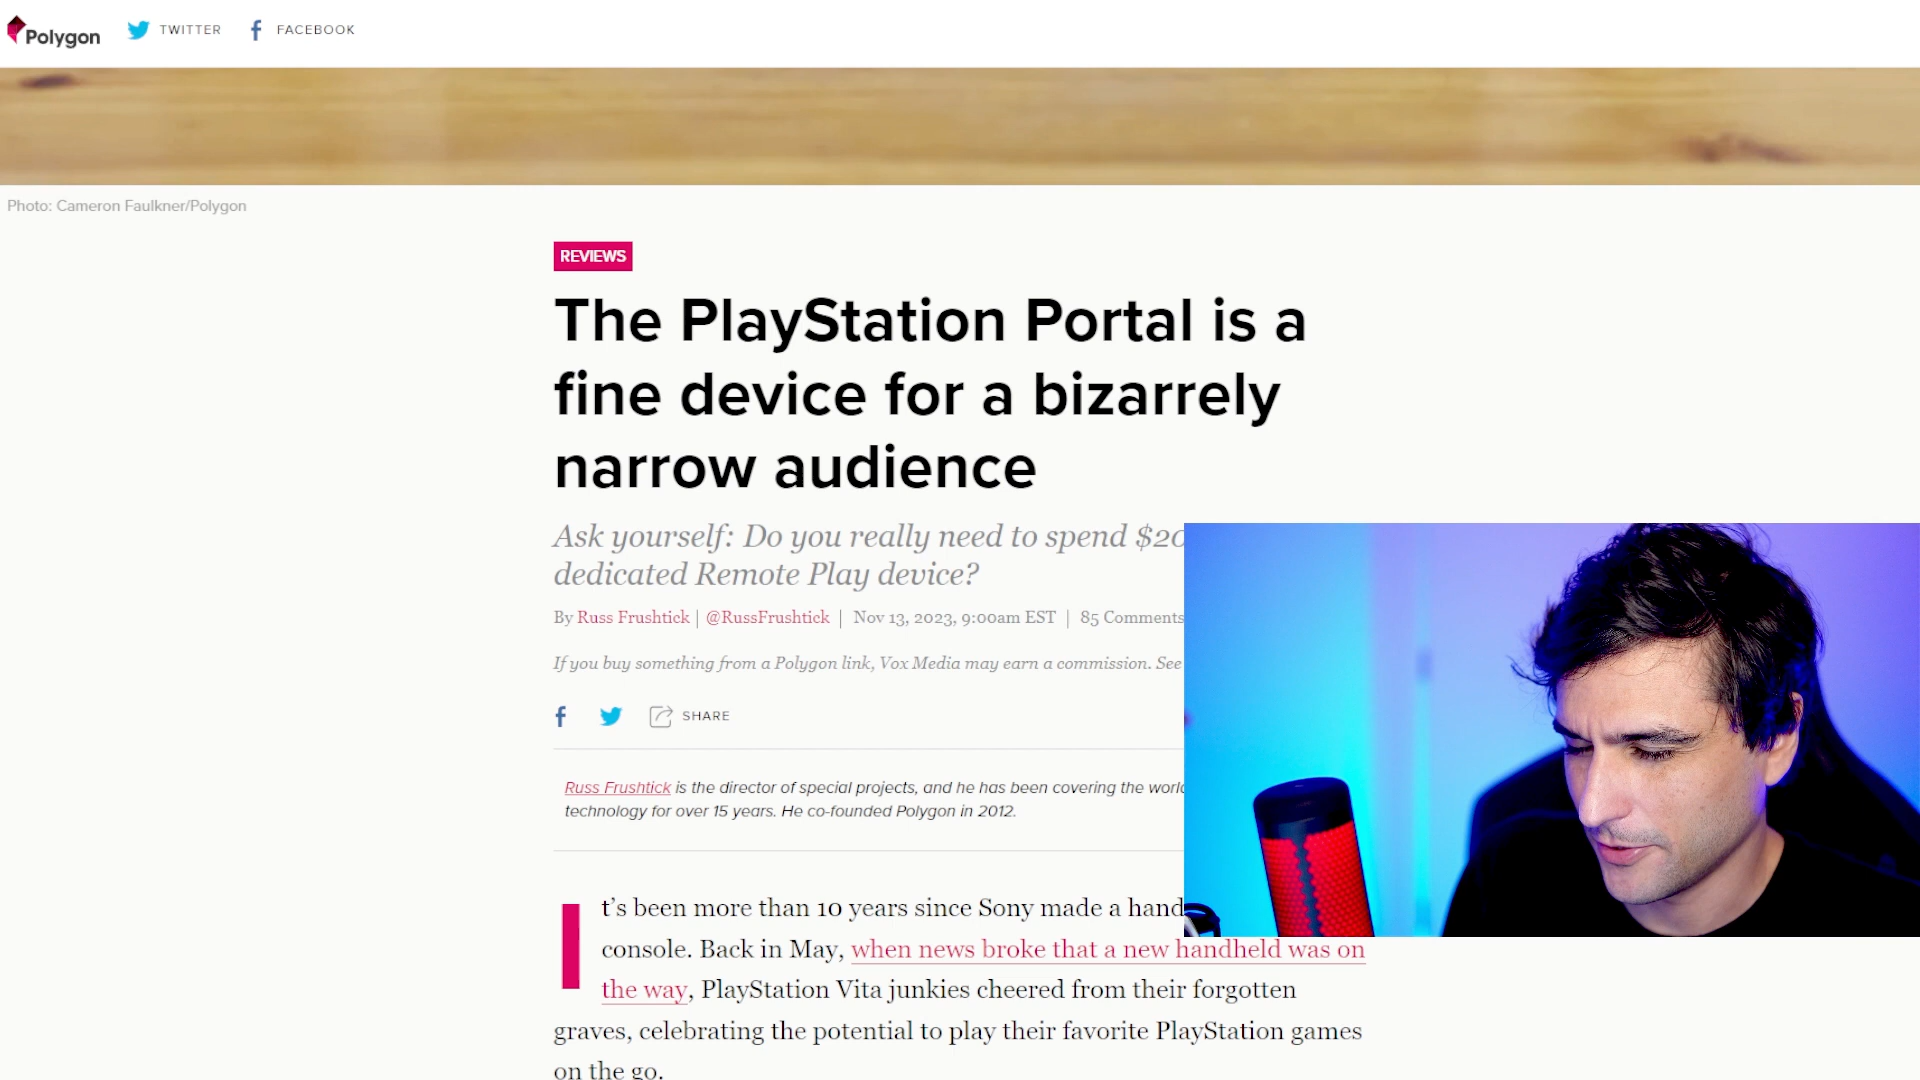 Polygon TWITTER FACEBOOK
Photo: Cameron Faulkner/Polygon
REVIEWS
The PlayStation Portal is a
fine device for a bizarrely
narrow audience
Ask yourself: Do you really need to spend
dedicated Remote Play device?
By Russ Frushtick | @RussFrushtick | Nov 13, 2023, 9:00am EST | 85 Comments
If you buy something from a Polygon link, Vox Media may earn a commission. See
SHARE
Russ Frushtick is the director of special projects, and he has been covering the
technology for over 15 years. He co-founded Polygon in 2012.
It's been more than 10 years since Sony made a
console. Back in May, when news broke that a new handheld was on
the way, PlayStation Vita junkies cheered from their forgotten
graves, celebrating the potential to play their favorite PlayStation games
on the go.